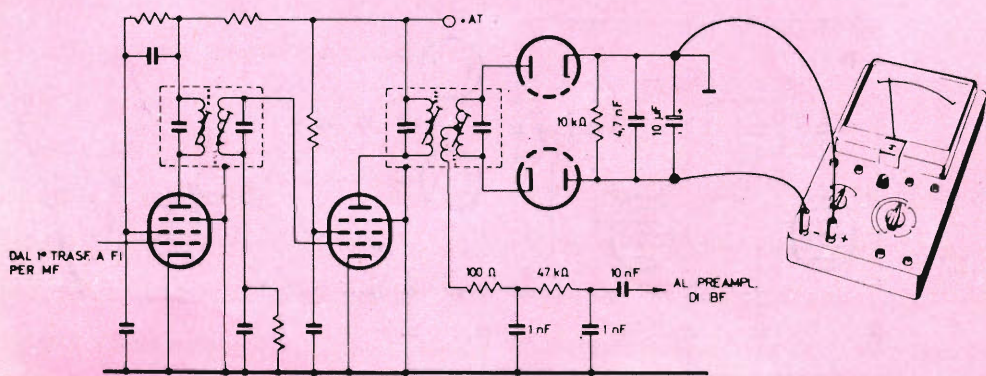 + AT
10 kΩ
4,7 nF
10 µF
+
DAL 1° TRASF. A FI
PER MF
100 Ω
47 kΩ
10 nF
AL PREAMPL.
DI BF
1 nF
1 nF
- +